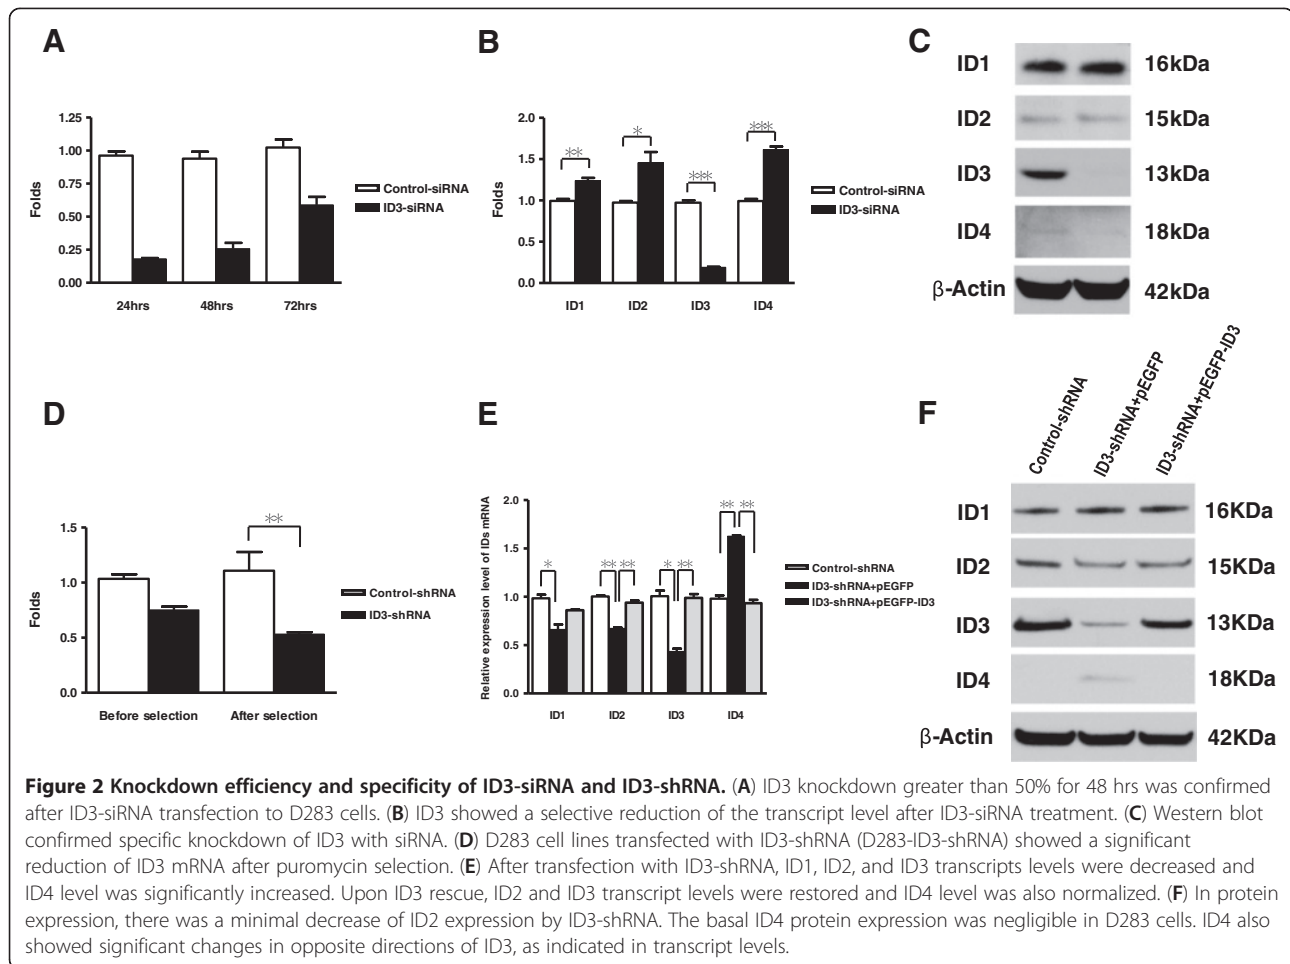 A
1.25
1.00
0.75
0.50
0.25
0.00
Folds
24hrs 48hrs 72hrs
Control-siRNA
ID3-siRNA
B
2.0
1.5
1.0
0.5
0.0
Folds
** * *** ***
ID1 ID2 ID3 ID4
Control-siRNA
ID3-siRNA
C
ID1 16kDa
ID2 15kDa
ID3 13kDa
ID4 18kDa
β-Actin 42kDa
D
1.5
1.0
0.5
0.0
Folds
**
Before selection After selection
Control-shRNA
ID3-shRNA
E
2.0
1.5
1.0
0.5
0.0
Relative expression level of IDs mRNA
* ** ** * ** ** **
ID1 ID2 ID3 ID4
Control-shRNA
ID3-shRNA+pEGFP
ID3-shRNA+pEGFP-ID3
F
Control-shRNA
ID3-shRNA+pEGFP
ID3-shRNA+pEGFP-ID3
ID1 16KDa
ID2 15KDa
ID3 13KDa
ID4 18KDa
β-Actin 42KDa
Figure 2 Knockdown efficiency and specificity of ID3-siRNA and ID3-shRNA. (A) ID3 knockdown greater than 50% for 48 hrs was confirmed
after ID3-siRNA transfection to D283 cells. (B) ID3 showed a selective reduction of the transcript level after ID3-siRNA treatment. (C) Western blot
confirmed specific knockdown of ID3 with siRNA. (D) D283 cell lines transfected with ID3-shRNA (D283-ID3-shRNA) showed a significant
reduction of ID3 mRNA after puromycin selection. (E) After transfection with ID3-shRNA, ID1, ID2, and ID3 transcripts levels were decreased and
ID4 level was significantly increased. Upon ID3 rescue, ID2 and ID3 transcript levels were restored and ID4 level was also normalized. (F) In protein
expression, there was a minimal decrease of ID2 expression by ID3-shRNA. The basal ID4 protein expression was negligible in D283 cells. ID4 also
showed significant changes in opposite directions of ID3, as indicated in transcript levels.